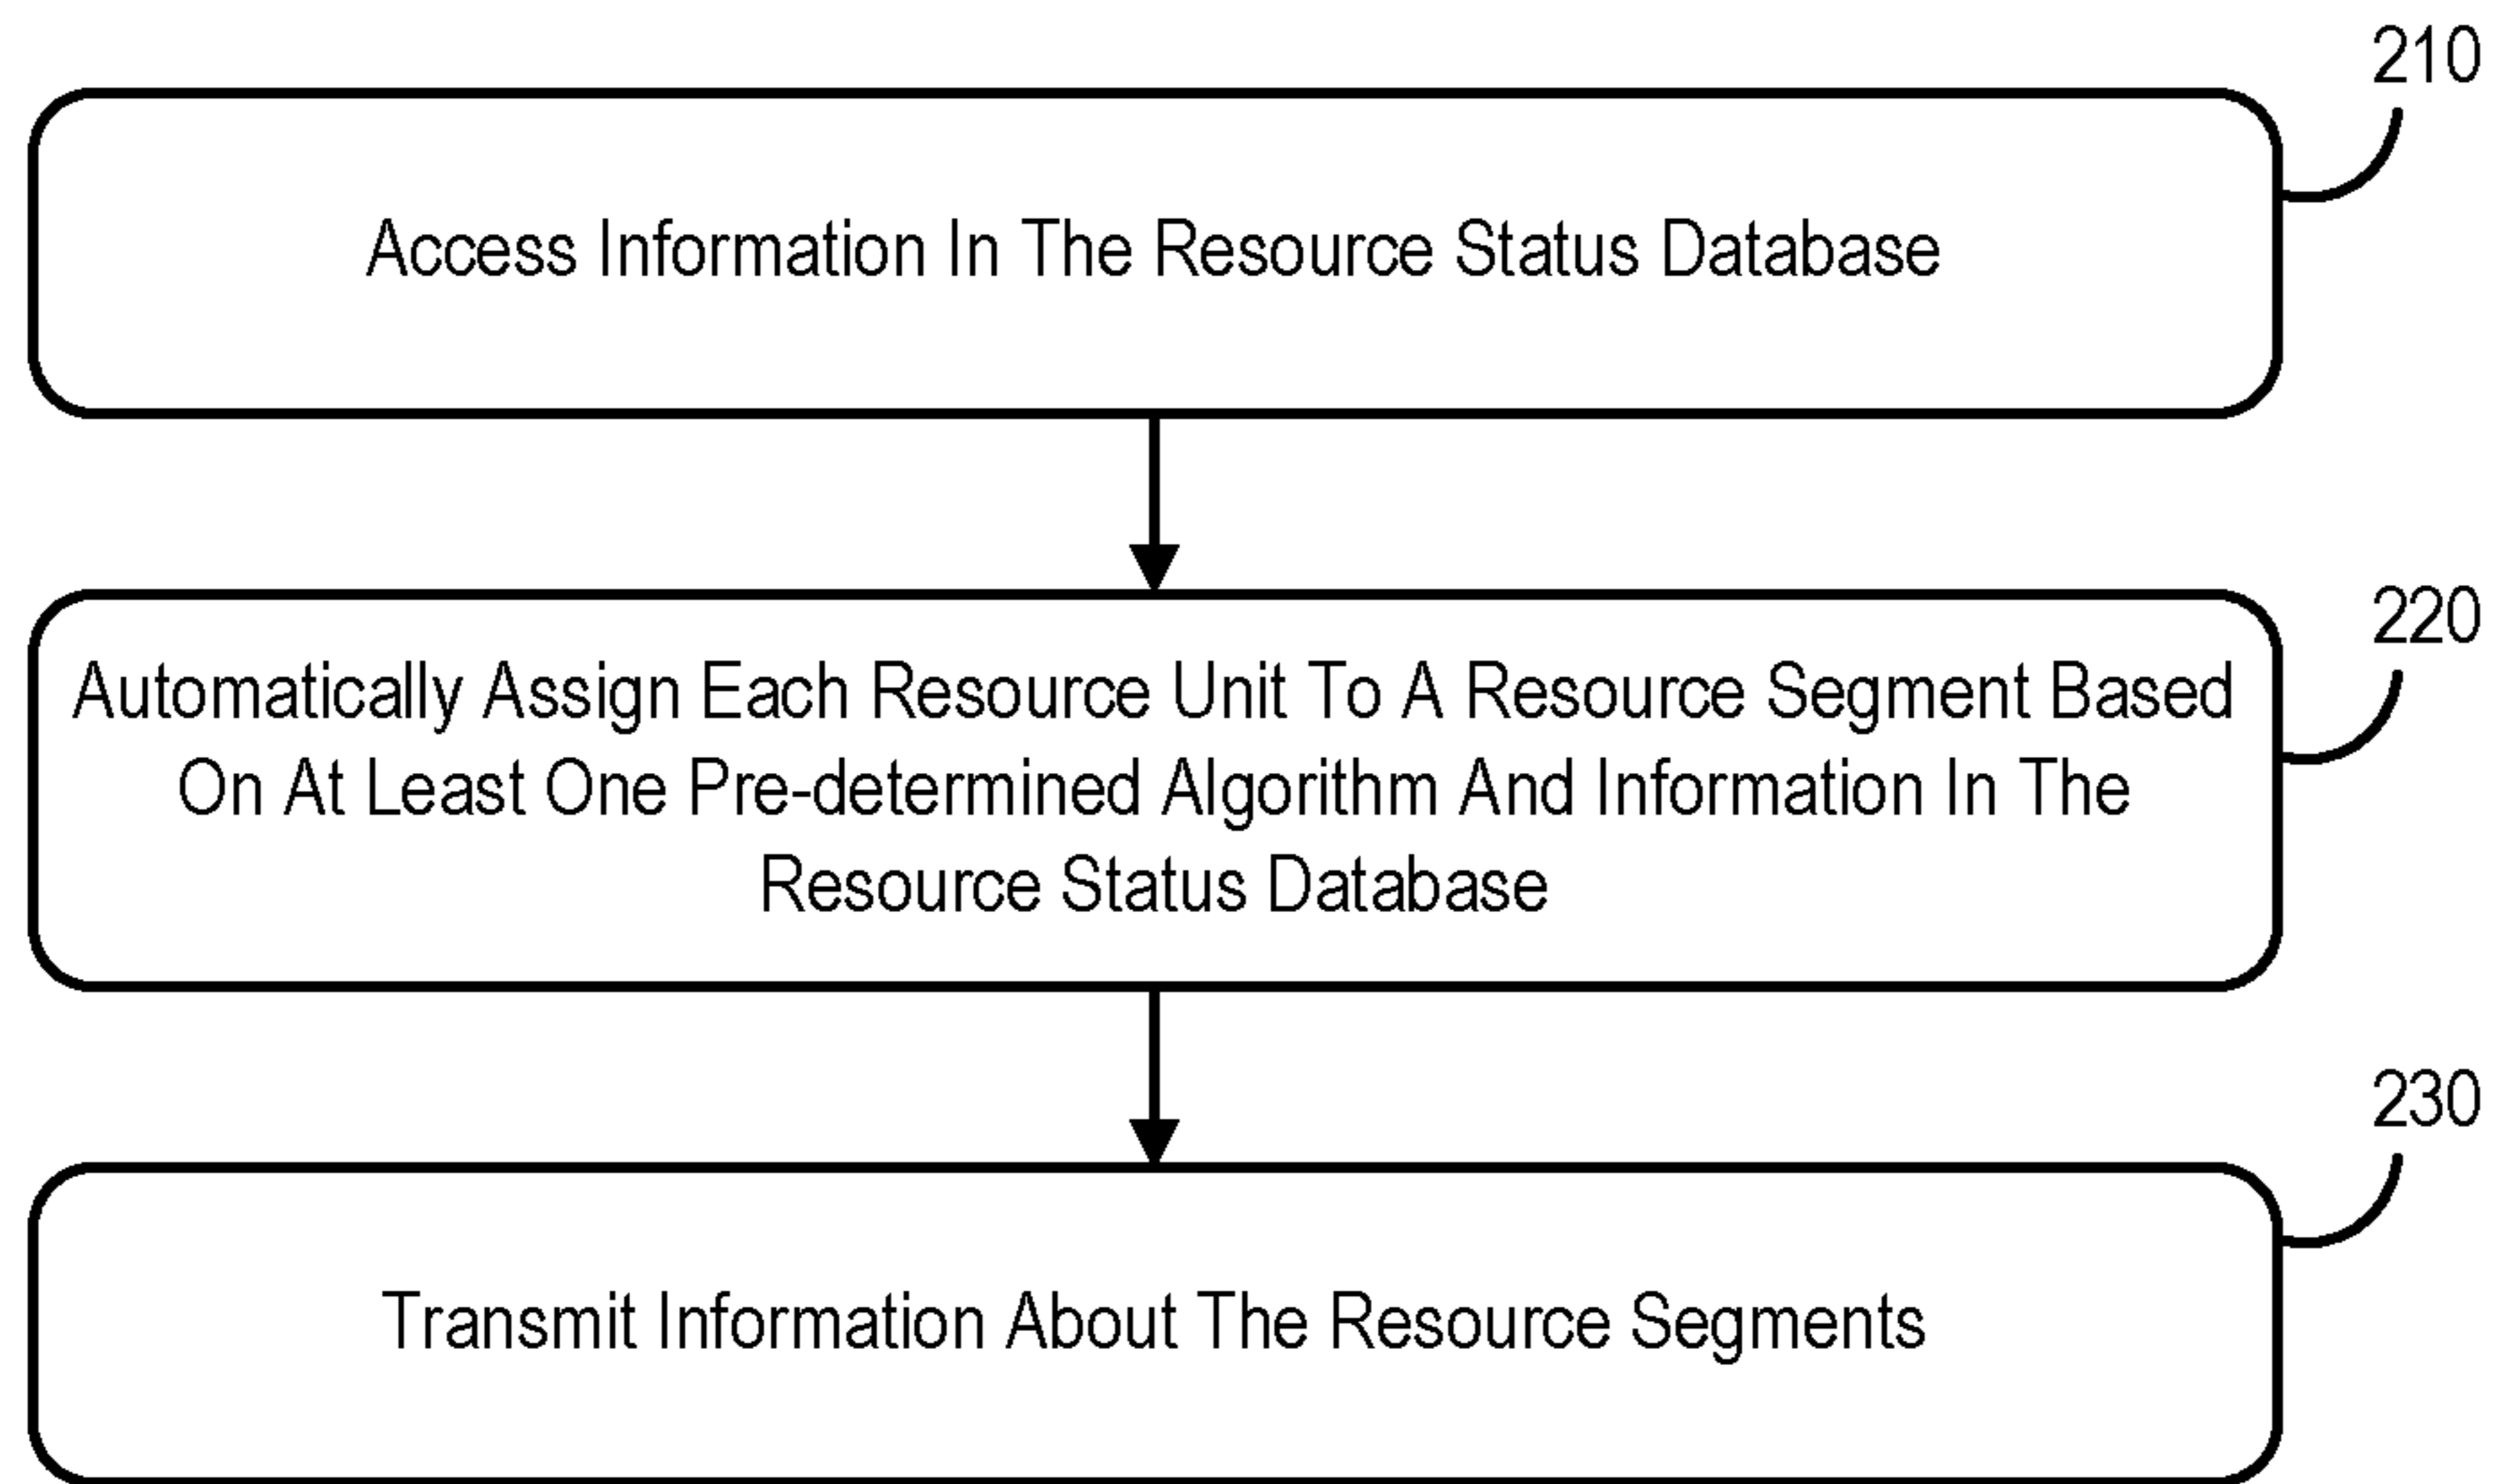 210
Access Information In The Resource Status Database
220
Automatically Assign Each Resource Unit To A Resource Segment Based
On At Least One Pre-determined Algorithm And Information In The
Resource Status Database
230
Transmit Information About The Resource Segments